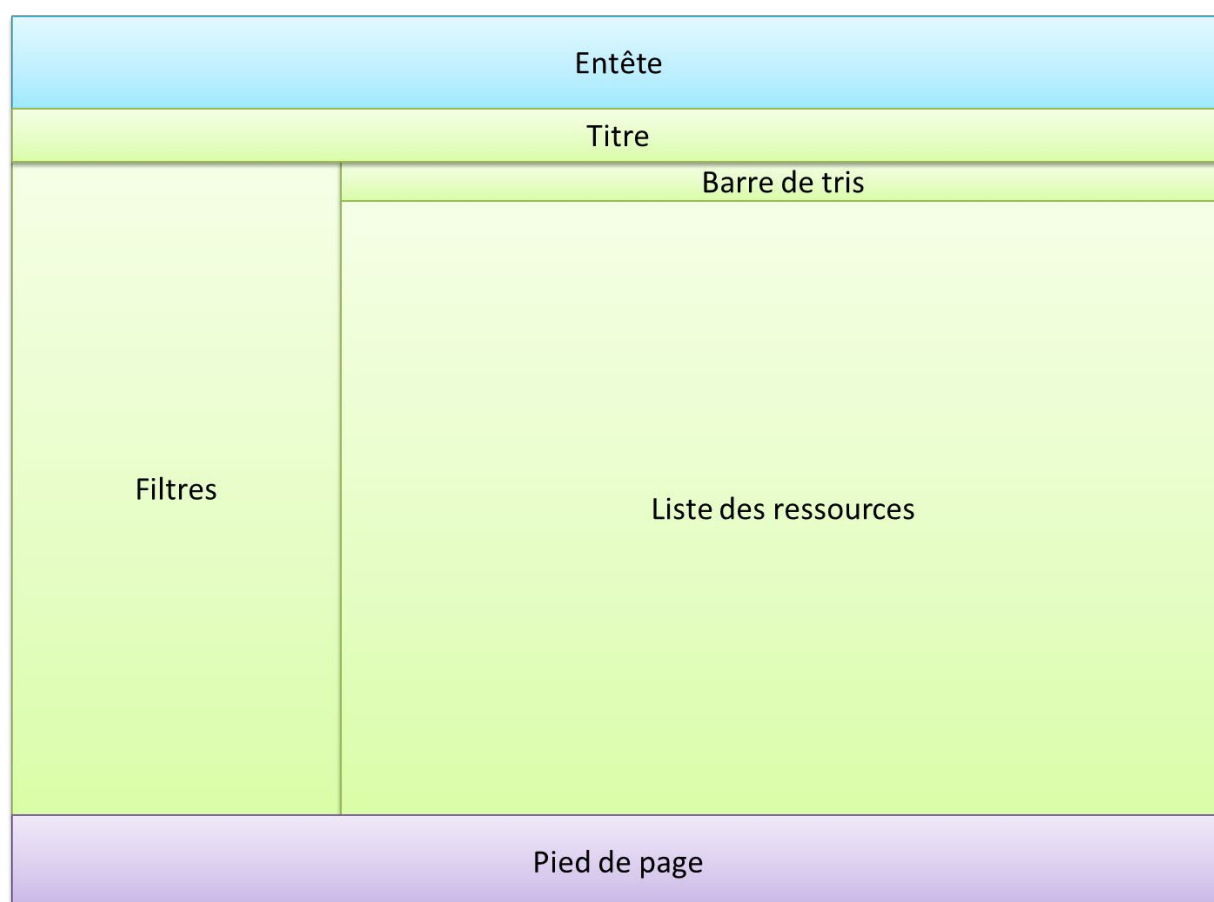 Entête
Titre
Barre de tris
Filtres
Liste des ressources
Pied de page